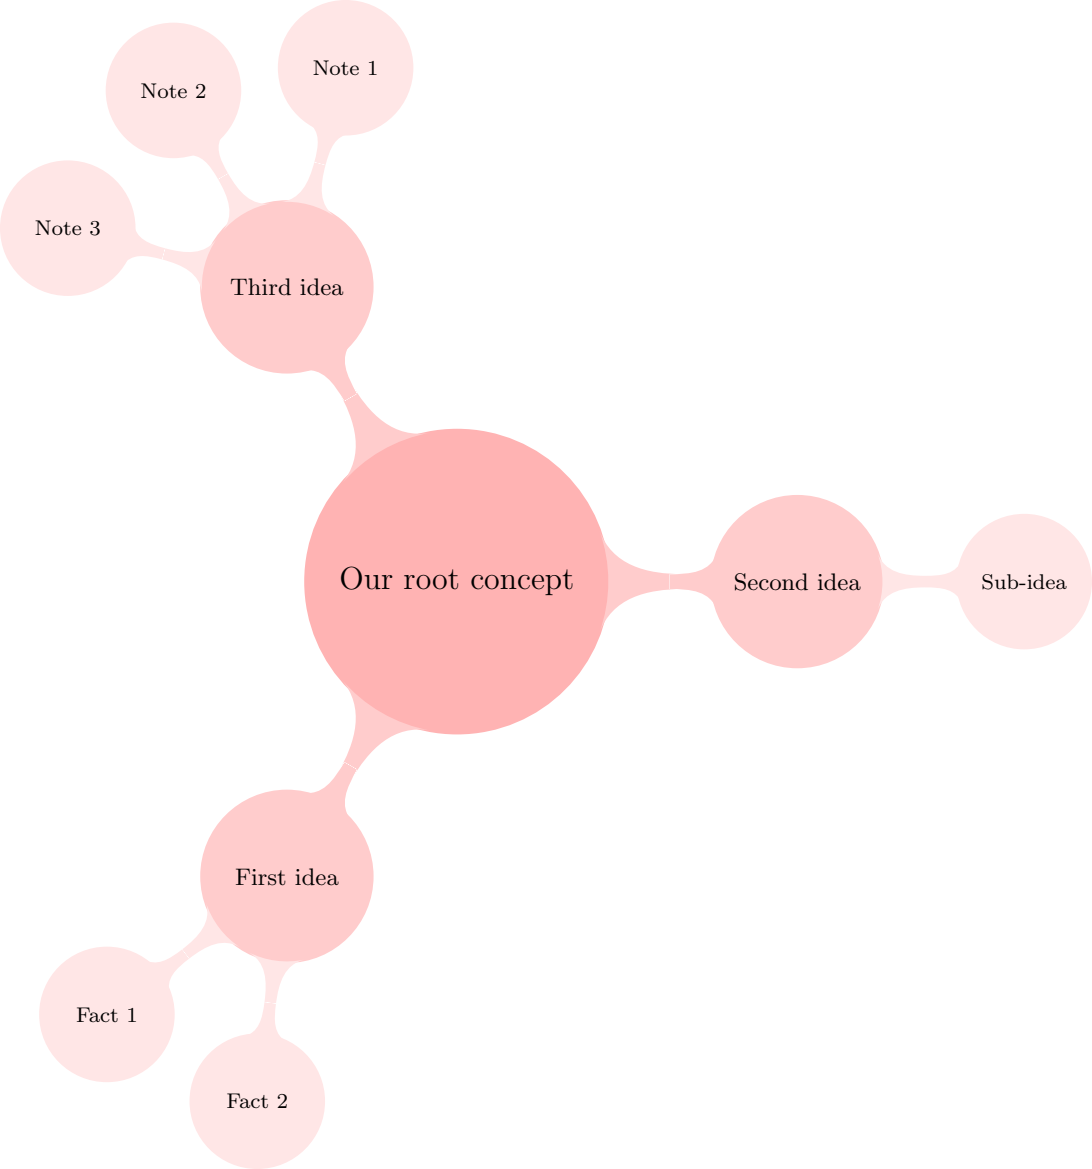 Note 1
Note 2
Note 3
Third idea
Our root concept
Second idea
Sub-idea
First idea
Fact 1
Fact 2